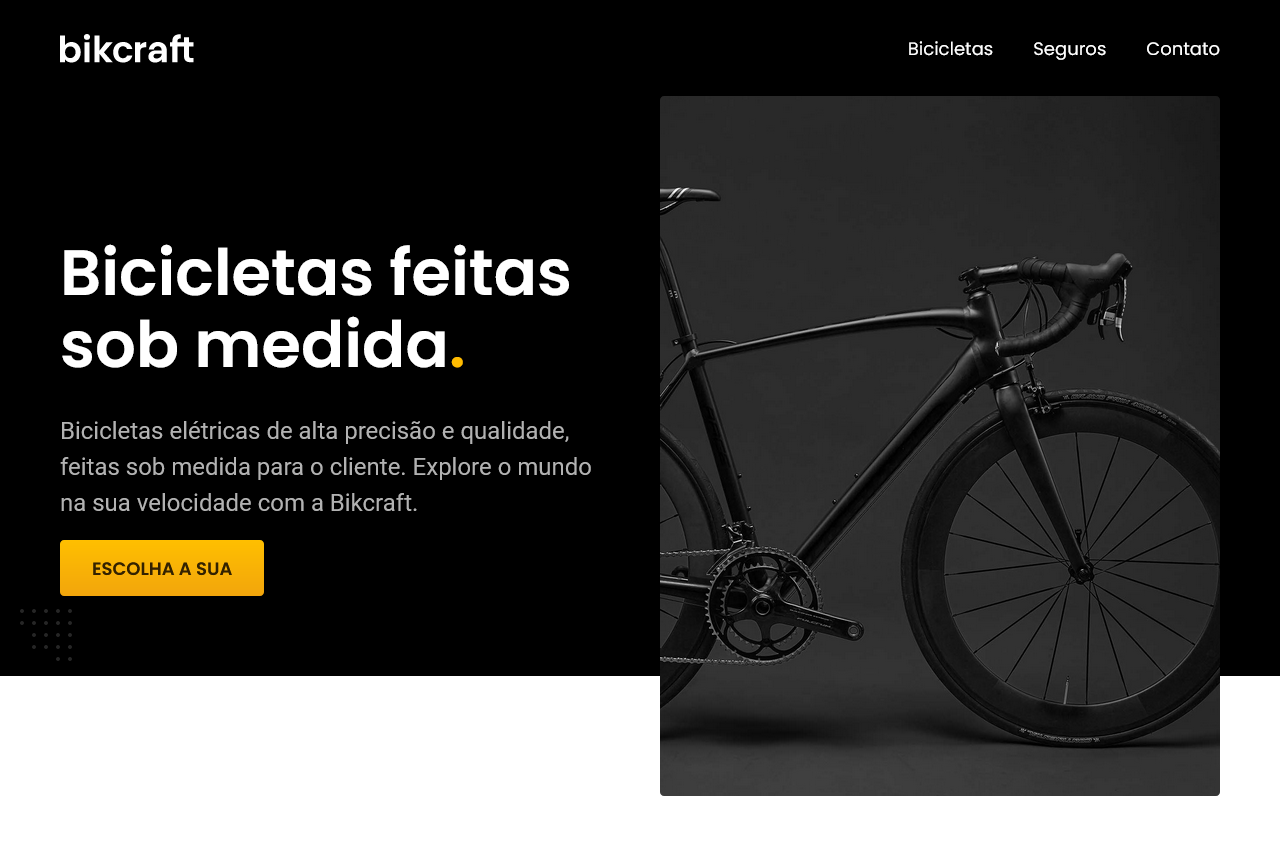 bikcraft
Bicicletas Seguros Contato
Bicicletas feitas
sob medida.
Bicicletas elétricas de alta precisão e qualidade,
feitas sob medida para o cliente. Explore o mundo
na sua velocidade com a Bikcraft.
ESCOLHA A SUA